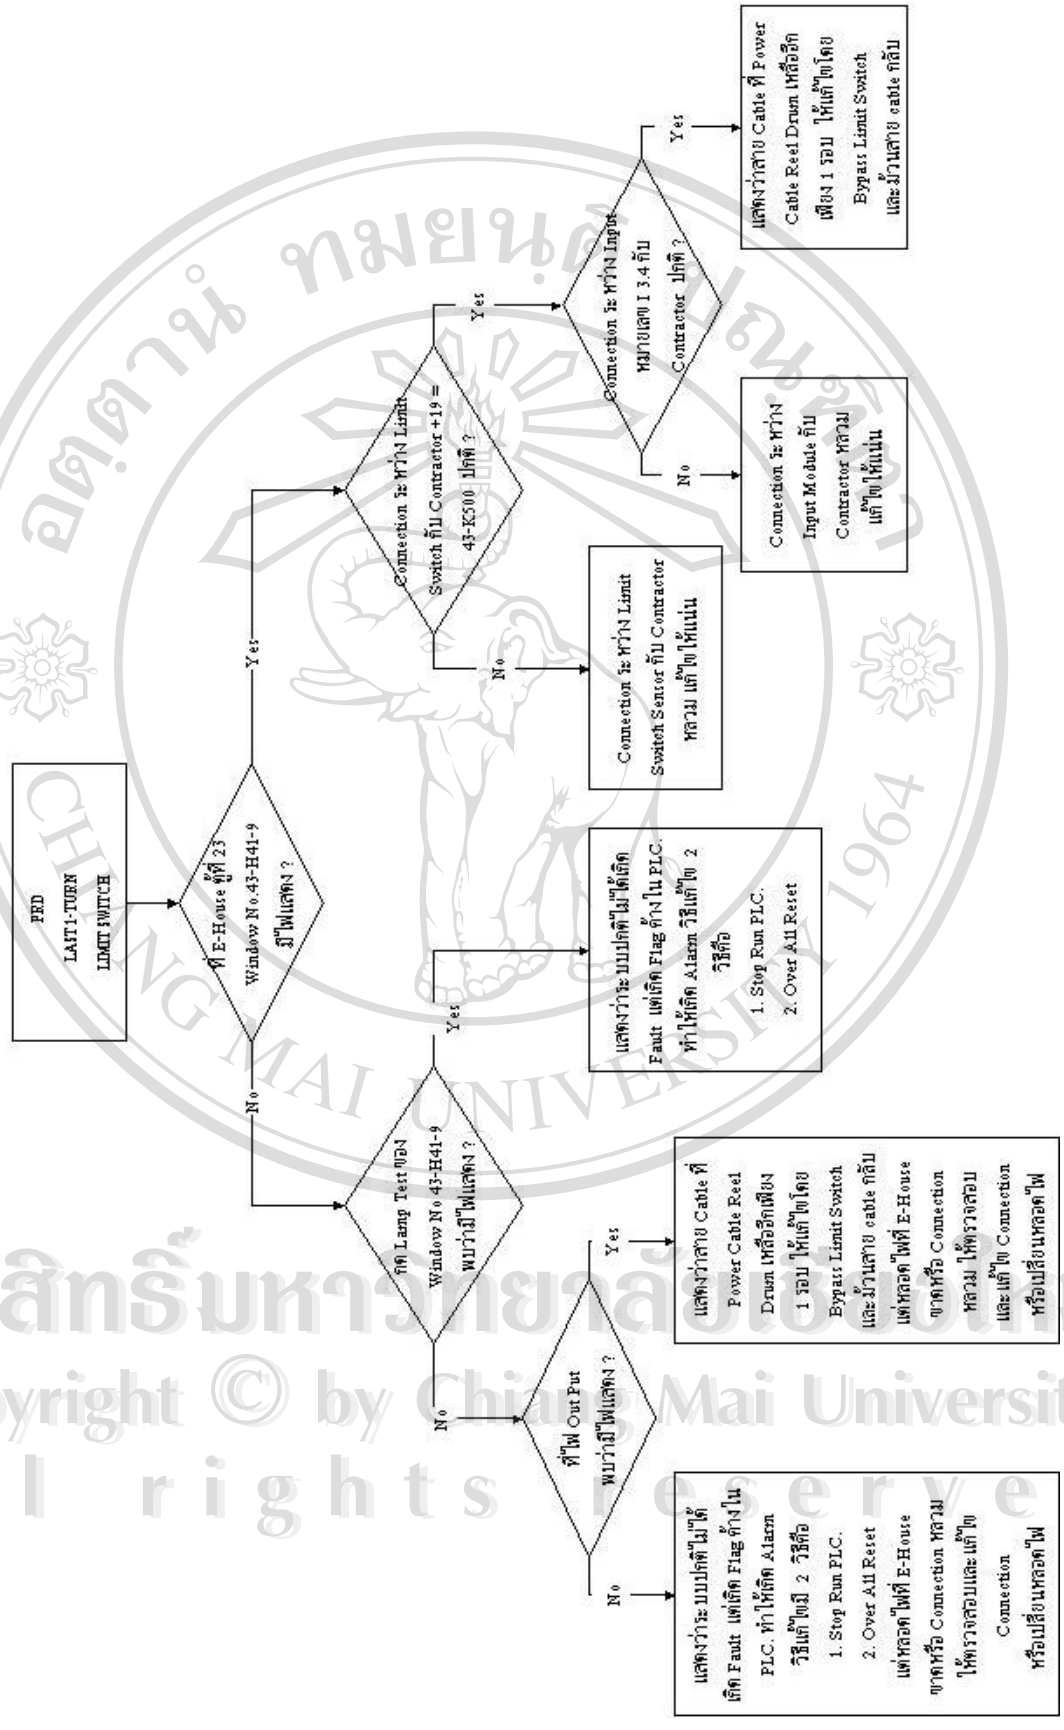 PRD
LAST 1-TURN
LIMIT SWITCH
ที่ E-House ตู้ที่ 23
Window No.43-H41-9
มีไฟแสดง ?
No
Yes
กด Lamp Test ของ
Window No 43-H41-9
พบว่ามีไฟแสดง ?
No
Yes
Connection ระหว่าง Limit
Switch กับ Contractor +19 =
43-K500 ปกติ ?
No
Yes
ที่ไฟ Out Put
พบว่ามีไฟแสดง ?
No
Yes
แสดงว่าระบบปกติไม่ได้เกิด
Fault แต่เกิด Flag ค้างใน PLC.
ทำให้เกิด Alarm วิธีแก้ไข 2
วิธีคือ
1. Stop Run PLC.
2. Over All Reset
Connection ระหว่าง Limit
Switch Sensor กับ Contractor
หลวม แก้ไขให้แน่น
Connection ระหว่าง Input
หมายเลข I 3.4 กับ
Contractor ปกติ ?
No
Yes
แสดงว่าระบบปกติไม่ได้
เกิด Fault แต่เกิด Flag ค้างใน
PLC. ทำให้เกิด Alarm
วิธีแก้ไขมี 2 วิธีคือ
1. Stop Run PLC.
2. Over All Reset
แต่หลอดไฟที่ E-House
ขาดหรือ Connection หลวม
ให้ตรวจสอบและแก้ไข
Connection
หรือเปลี่ยนหลอดไฟ
แสดงว่าสาย Cable ที่
Power Cable Reel
Drum เหลืออีกเพียง
1 รอบ ให้แก้ไขโดย
Bypass Limit Switch
และม้วนสาย cable กลับ
แต่หลอดไฟที่ E-House
ขาดหรือ Connection
หลวม ให้ตรวจสอบ
และแก้ไข Connection
หรือเปลี่ยนหลอดไฟ
Connection ระหว่าง
Input Module กับ
Contractor หลวม
แก้ไขให้แน่น
แสดงว่าสาย Cable ที่ Power
Cable Reel Drum เหลืออีก
เพียง 1 รอบ ให้แก้ไขโดย
Bypass Limit Switch
และม้วนสาย cable กลับ
CHIANG MAI UNIVERSITY 1964
สิทธิ์มหาวิทยาลัยเชียงให
yright © by Chiang Mai Universit
l rights reserve